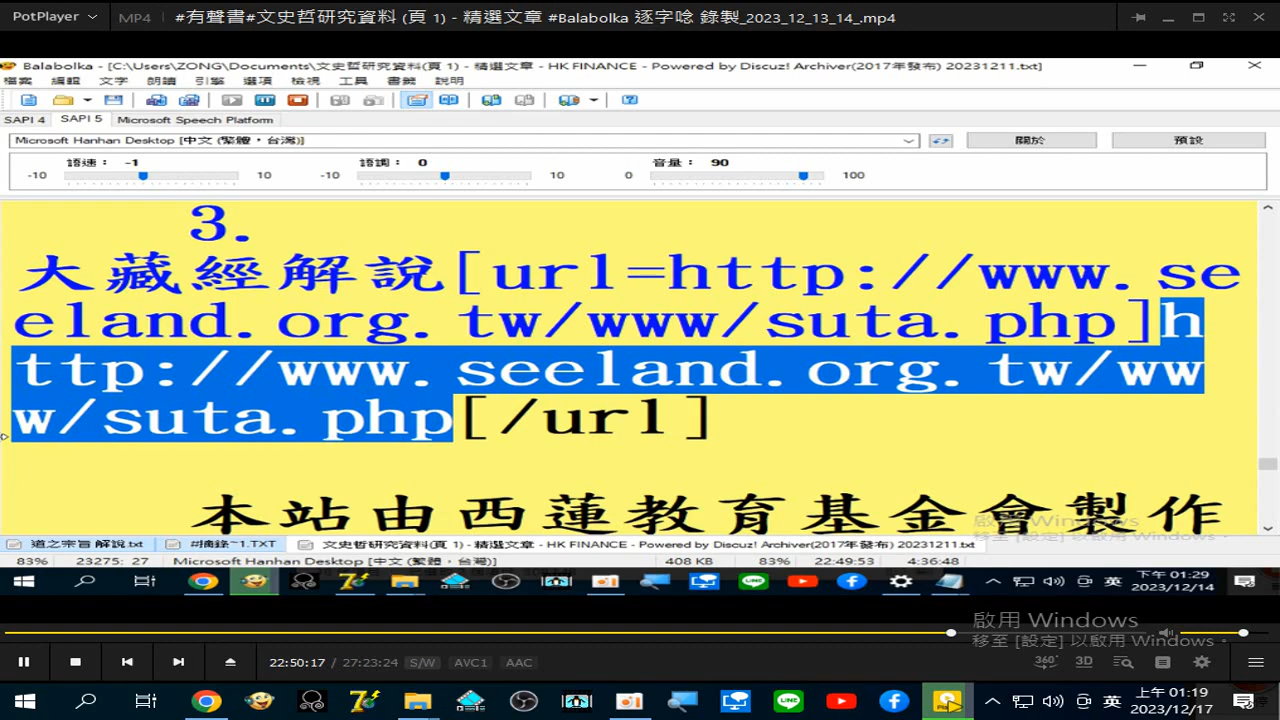 PotPlayer MP4 #有聲書#文史哲研究資料 (頁 1) - 精選文章 #Balabolka 逐字唸 錄製_2023_12_13_14_.mp4
Balabolka - [C:\Users\ZONG\Documents\文史哲研究資料(頁 1) - 精選文章 - HK FINANCE - Powered by Discuz! Archiver(2017年發布) 20231211.txt]
檔案 編輯 文字 朗讀 引擎 選項 檢視 工具 書籤 說明
SAPI 4 SAPI 5 Microsoft Speech Platform
Microsoft Hanhan Desktop [中文 (繁體，台灣)] 關於 預設
語速： -1 語調： 0 音量： 90
-10 10 -10 10 0 100
3.
大藏經解說[url=http://www.se
eland.org.tw/www/suta.php]h
ttp://www.seeland.org.tw/ww
w/suta.php[/url]
本站由西蓮教育基金會製作
啟用 Windows
移至 [設定] 以啟用 Windows。
道之宗旨 解說.txt #摘錄~1.TXT 文史哲研究資料(頁 1) - 精選文章 - HK FINANCE - Powered by Discuz! Archiver(2017年發布) 20231211.txt
83% 23275: 27 Microsoft Hanhan Desktop [中文 (繁體，台灣)] 408 KB 83% 22:49:53 4:36:48
英 下午 01:29
2023/12/14
啟用 Windows
移至 [設定] 以啟用 Windows。
22:50:17 / 27:23:24 S/W AVC1 AAC 360° 3D
英 上午 01:19
2023/12/17